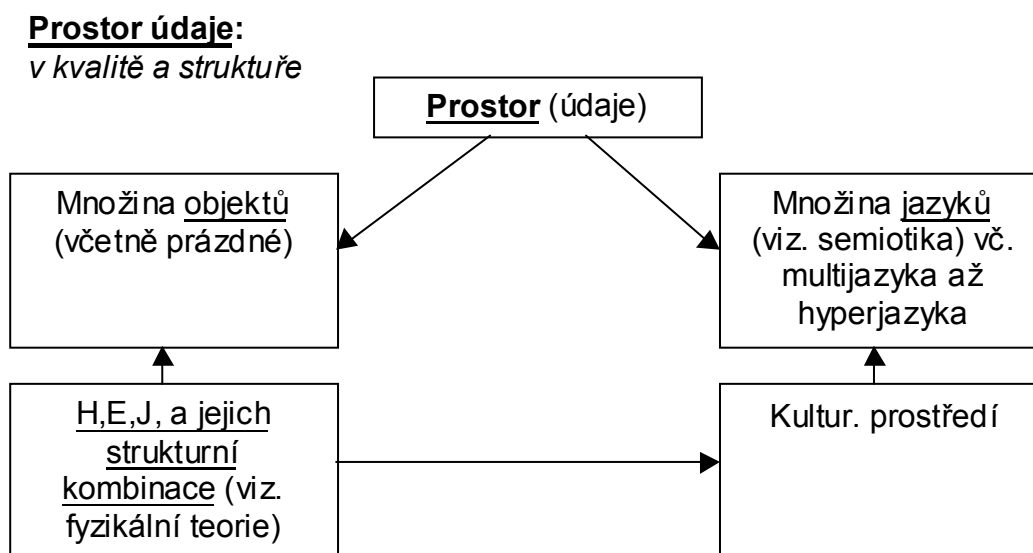 Prostor údaje:
v kvalitě a struktuře
Prostor (údaje)
Množina objektů
(včetně prázdné)
Množina jazyků
(viz. semiotika) vč.
multijazyka až
hyperjazyka
H,E,J, a jejich
strukturní
kombinace (viz.
fyzikální teorie)
Kultur. prostředí